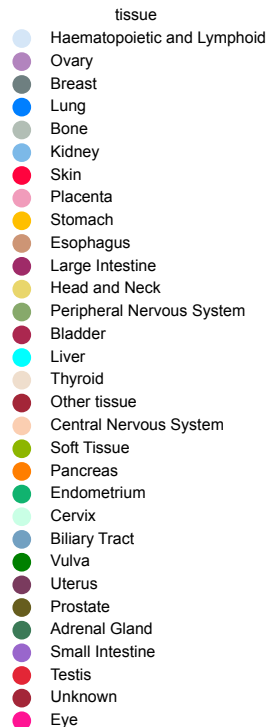 tissue
Haematopoietic and Lymphoid
Ovary
Breast
Lung
Bone
Kidney
Skin
Placenta
Stomach
Esophagus
Large Intestine
Head and Neck
Peripheral Nervous System
Bladder
Liver
Thyroid
Other tissue
Central Nervous System
Soft Tissue
Pancreas
Endometrium
Cervix
Biliary Tract
Vulva
Uterus
Prostate
Adrenal Gland
Small Intestine
Testis
Unknown
Eye